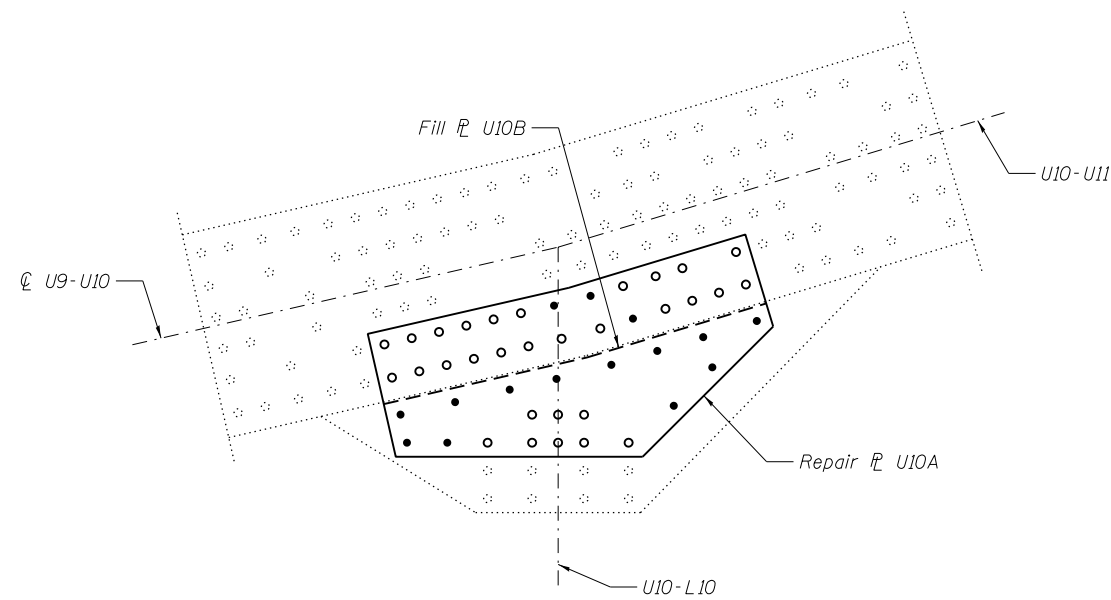 Fill ⅊ U10B
U10-U11
℄ U9-U10
Repair ⅊ U10A
U10-L10